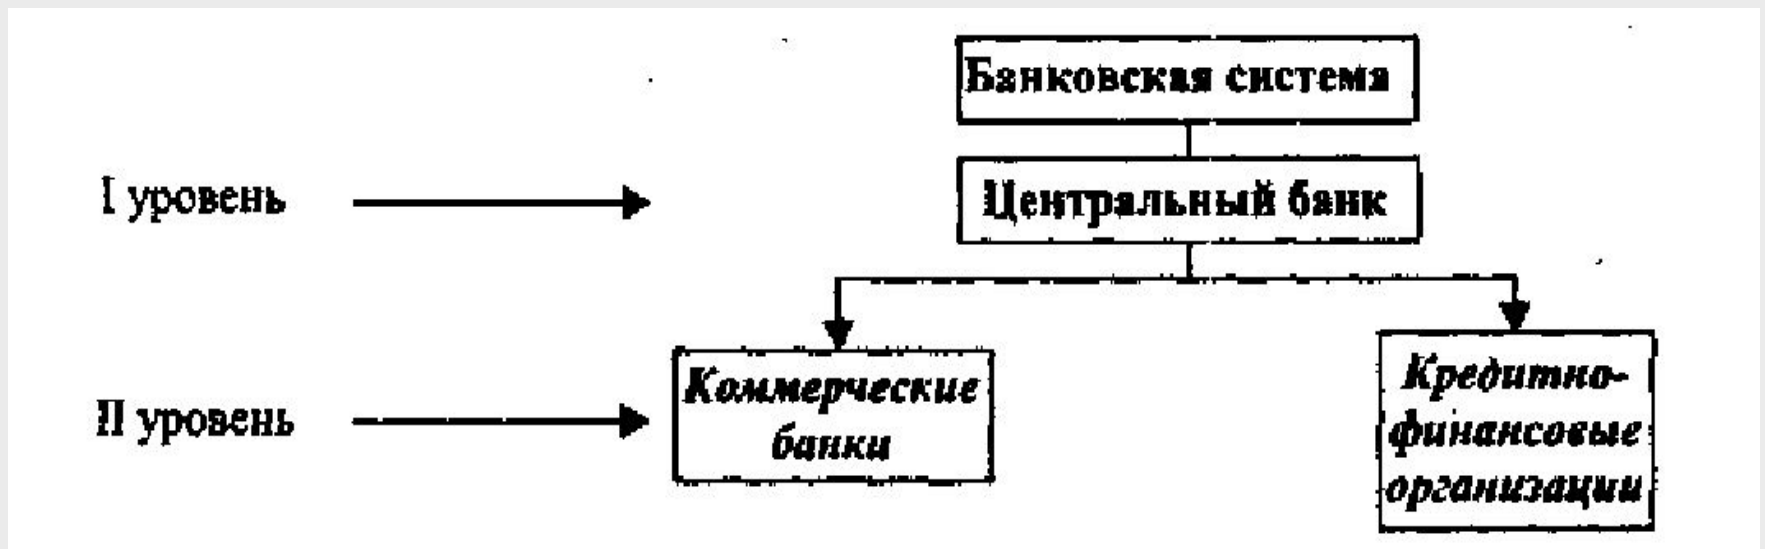 Банковская система
I уровень
Центральный банк
II уровень
Коммерческие
банки
Кредитно-
финансовые
организации